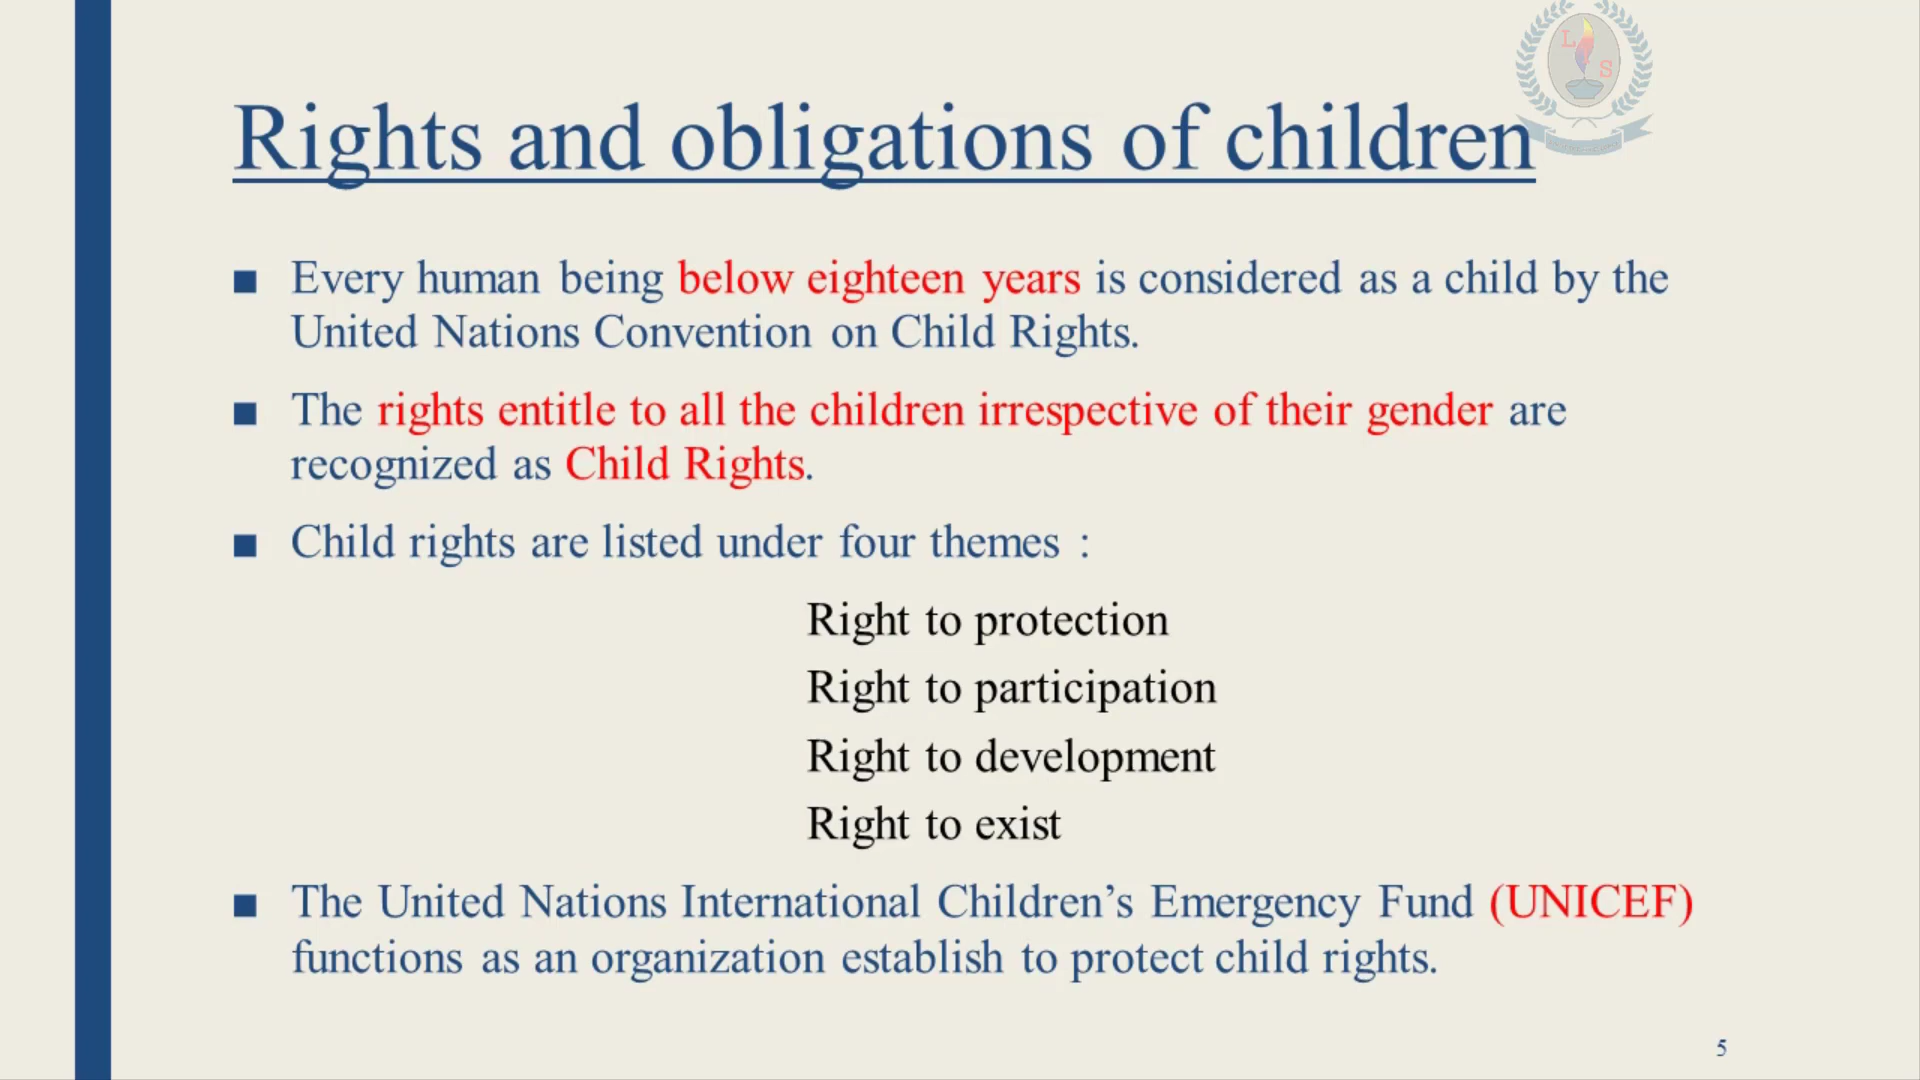 L
S
Rights and obligations of children
■ Every human being below eighteen years is considered as a child by the
United Nations Convention on Child Rights.
■ The rights entitle to all the children irrespective of their gender are
recognized as Child Rights.
■ Child rights are listed under four themes :
Right to protection
Right to participation
Right to development
Right to exist
■ The United Nations International Children’s Emergency Fund (UNICEF)
functions as an organization establish to protect child rights.
5